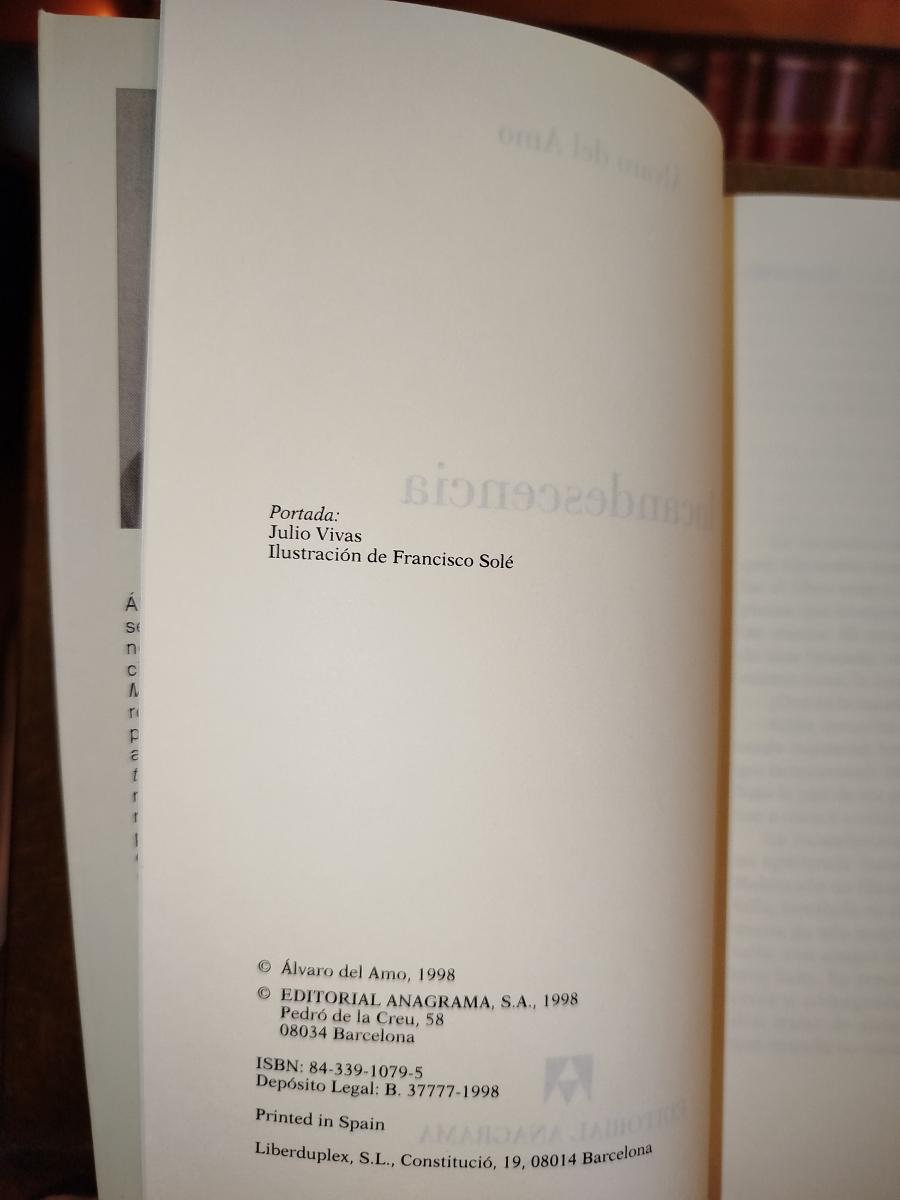 Portada:
Julio Vivas
Ilustración de Francisco Solé
© Álvaro del Amo, 1998
© EDITORIAL ANAGRAMA, S.A., 1998
Pedró de la Creu, 58
08034 Barcelona
ISBN: 84-339-1079-5
Depósito Legal: B. 37777-1998
Printed in Spain
Liberduplex, S.L., Constitució, 19, 08014 Barcelona